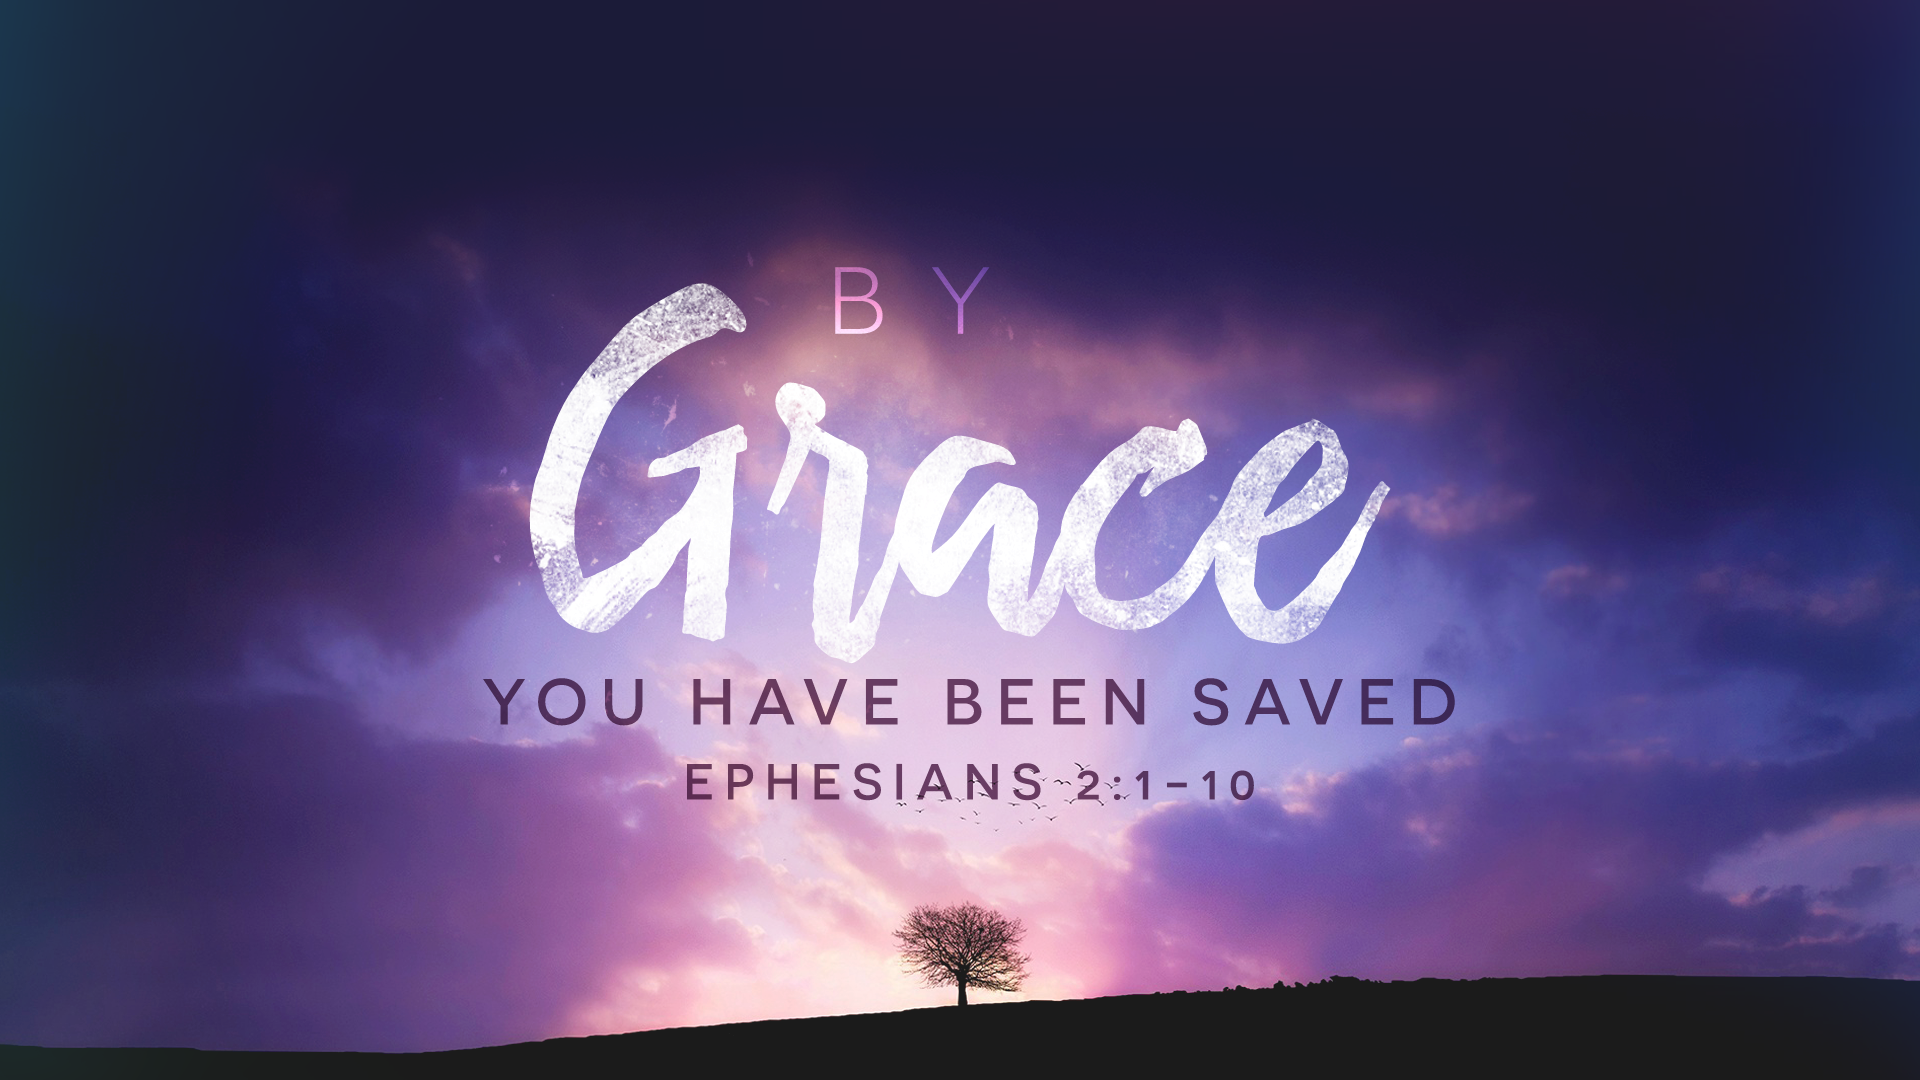 BY
Grace
YOU HAVE BEEN SAVED
EPHESIANS 2:1-10